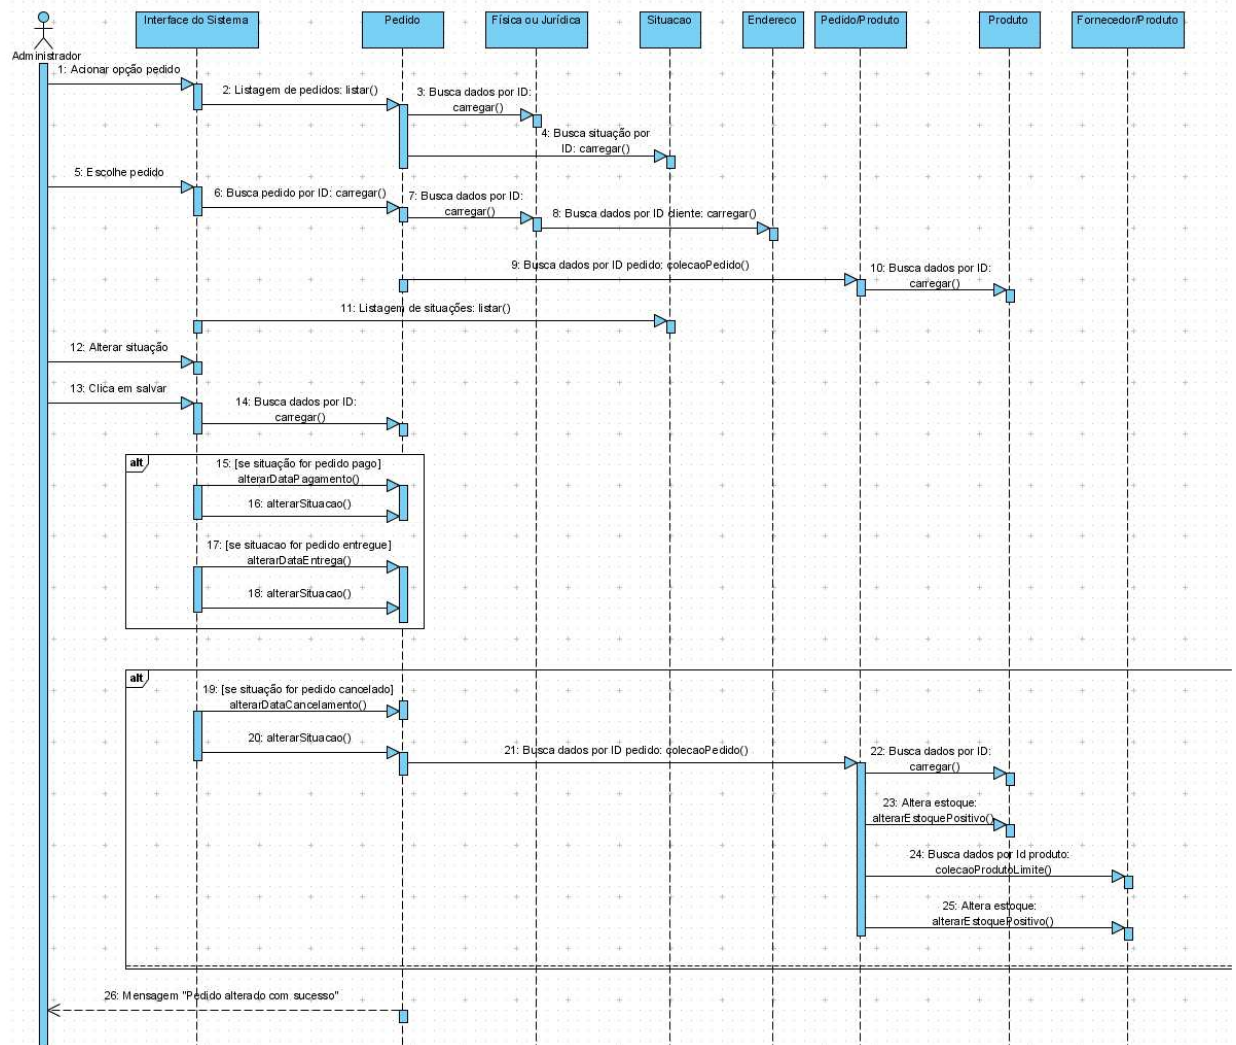 Interface do Sistema
Pedido
Física ou Jurídica
Situacao
Endereco
Pedido/Produto
Produto
Fornecedor/Produto
Administrador
1: Acionar opção pedido
2: Listagem de pedidos: listar()
3: Busca dados por ID:
carregar()
4: Busca situação por
ID: carregar()
5: Escolhe pedido
6: Busca pedido por ID: carregar()
7: Busca dados por ID:
carregar()
8: Busca dados por ID cliente: carregar()
9: Busca dados por ID pedido: colecaoPedido()
10: Busca dados por ID:
carregar()
11: Listagem de situações: listar()
12: Alterar situação
13: Clica em salvar
14: Busca dados por ID:
carregar()
alt
15: [se situação for pedido pago]
alterarDataPagamento()
16: alterarSituacao()
17: [se situacao for pedido entregue]
alterarDataEntrega()
18: alterarSituacao()
alt
19: [se situação for pedido cancelado]
alterarDataCancelamento()
20: alterarSituacao()
21: Busca dados por ID pedido: colecaoPedido()
22: Busca dados por ID:
carregar()
23: Altera estoque:
alterarEstoquePositivo()
24: Busca dados por Id produto:
colecaoProdutoLimite()
25: Altera estoque:
alterarEstoquePositivo()
26: Mensagem "Pedido alterado com sucesso"